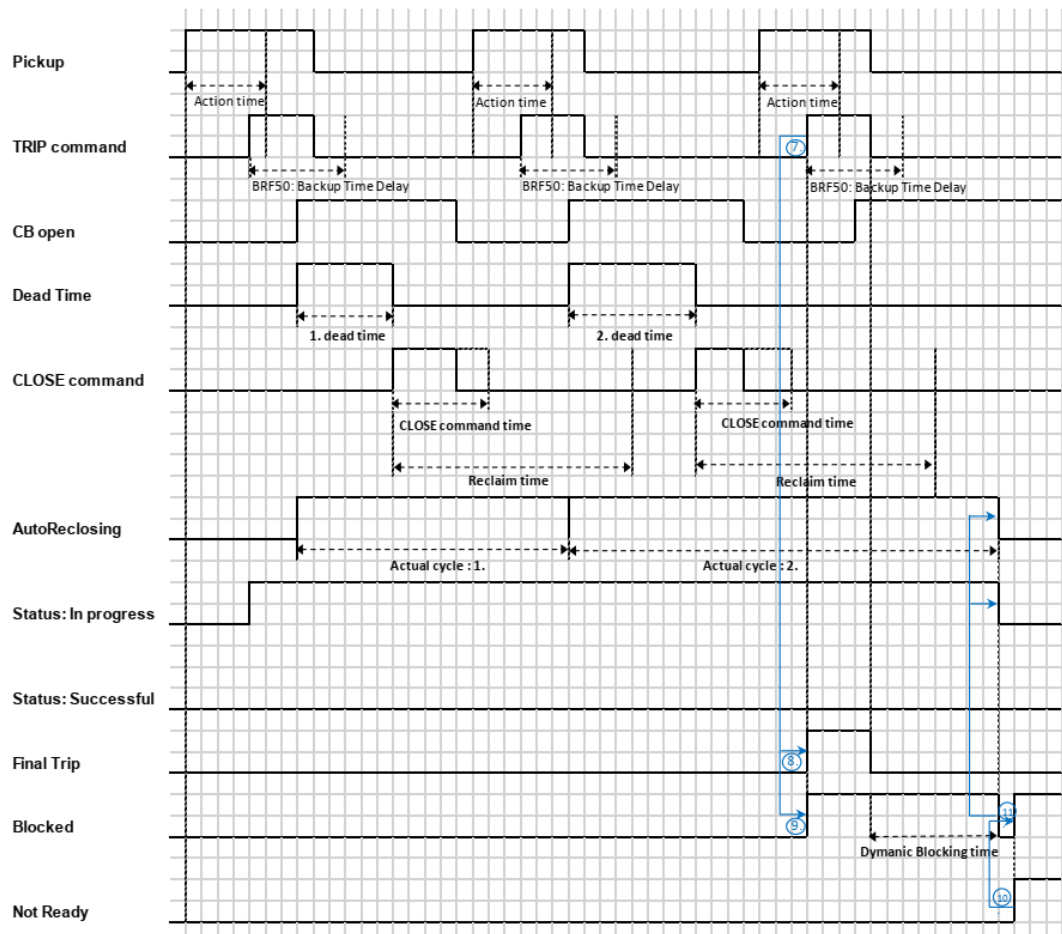 Pickup
Action time
Action time
Action time
TRIP command
7.
BRF50: Backup Time Delay
BRF50: Backup Time Delay
BRF50: Backup Time Delay
CB open
Dead Time
1. dead time
2. dead time
CLOSE command
CLOSE command time
CLOSE command time
Reclaim time
Reclaim time
AutoReclosing
Actual cycle : 1.
Actual cycle : 2.
Status: In progress
Status: Successful
Final Trip
8.
Blocked
9.
11
Dymanic Blocking time
10
Not Ready